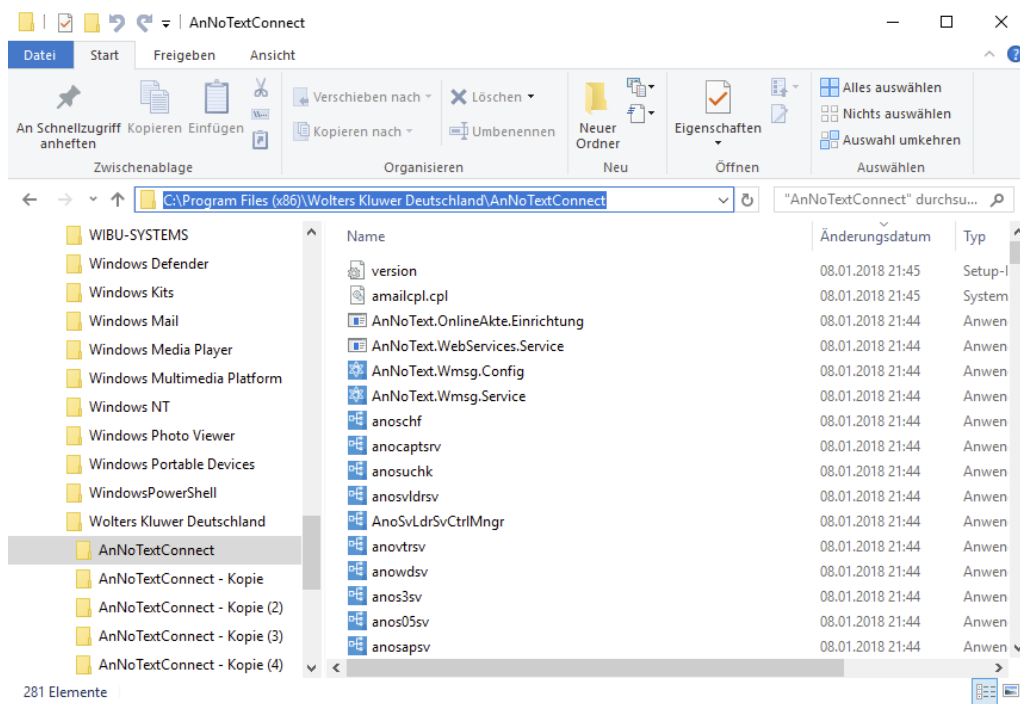 AnNoTextConnect
Datei Start Freigeben Ansicht
An Schnellzugriff anheften
Kopieren
Einfügen
Zwischenablage
Verschieben nach
Kopieren nach
Löschen
Umbenennen
Organisieren
Neuer
Ordner
Neu
Eigenschaften
Öffnen
Alles auswählen
Nichts auswählen
Auswahl umkehren
Auswählen
C:\Program Files (x86)\Wolters Kluwer Deutschland\AnNoTextConnect
"AnNoTextConnect" durchsu...
WIBU-SYSTEMS
Windows Defender
Windows Kits
Windows Mail
Windows Media Player
Windows Multimedia Platform
Windows NT
Windows Photo Viewer
Windows Portable Devices
WindowsPowerShell
Wolters Kluwer Deutschland
AnNoTextConnect
AnNoTextConnect - Kopie
AnNoTextConnect - Kopie (2)
AnNoTextConnect - Kopie (3)
AnNoTextConnect - Kopie (4)
Name Änderungsdatum Typ
version 08.01.2018 21:45 Setup-I
amailcpl.cpl 08.01.2018 21:45 System
AnNoText.OnlineAkte.Einrichtung 08.01.2018 21:44 Anwen
AnNoText.WebServices.Service 08.01.2018 21:44 Anwen
AnNoText.Wmsg.Config 08.01.2018 21:44 Anwen
AnNoText.Wmsg.Service 08.01.2018 21:44 Anwen
anoschf 08.01.2018 21:44 Anwen
anocaptsrv 08.01.2018 21:44 Anwen
anosuchk 08.01.2018 21:44 Anwen
anosvldrsv 08.01.2018 21:44 Anwen
AnoSvLdrSvCtrlMngr 08.01.2018 21:44 Anwen
anovtrsv 08.01.2018 21:44 Anwen
anowdsv 08.01.2018 21:44 Anwen
anos3sv 08.01.2018 21:44 Anwen
anos05sv 08.01.2018 21:44 Anwen
anosapsv 08.01.2018 21:44 Anwen
281 Elemente